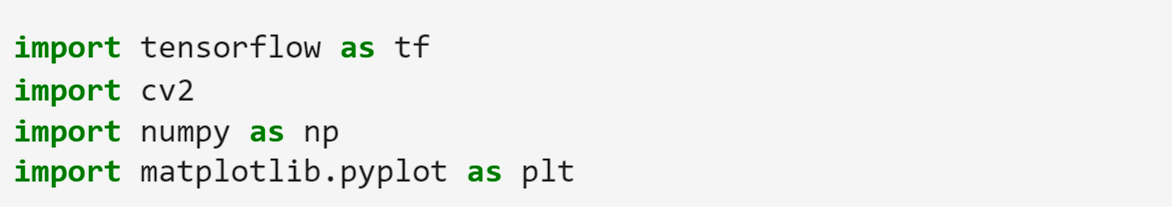 import tensorflow as tf
import cv2
import numpy as np
import matplotlib.pyplot as plt